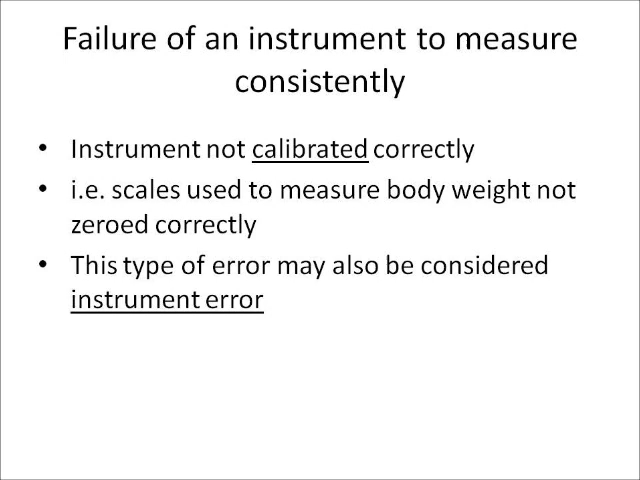 Failure of an instrument to measure
consistently
• Instrument not calibrated correctly
• i.e. scales used to measure body weight not
zeroed correctly
• This type of error may also be considered
instrument error